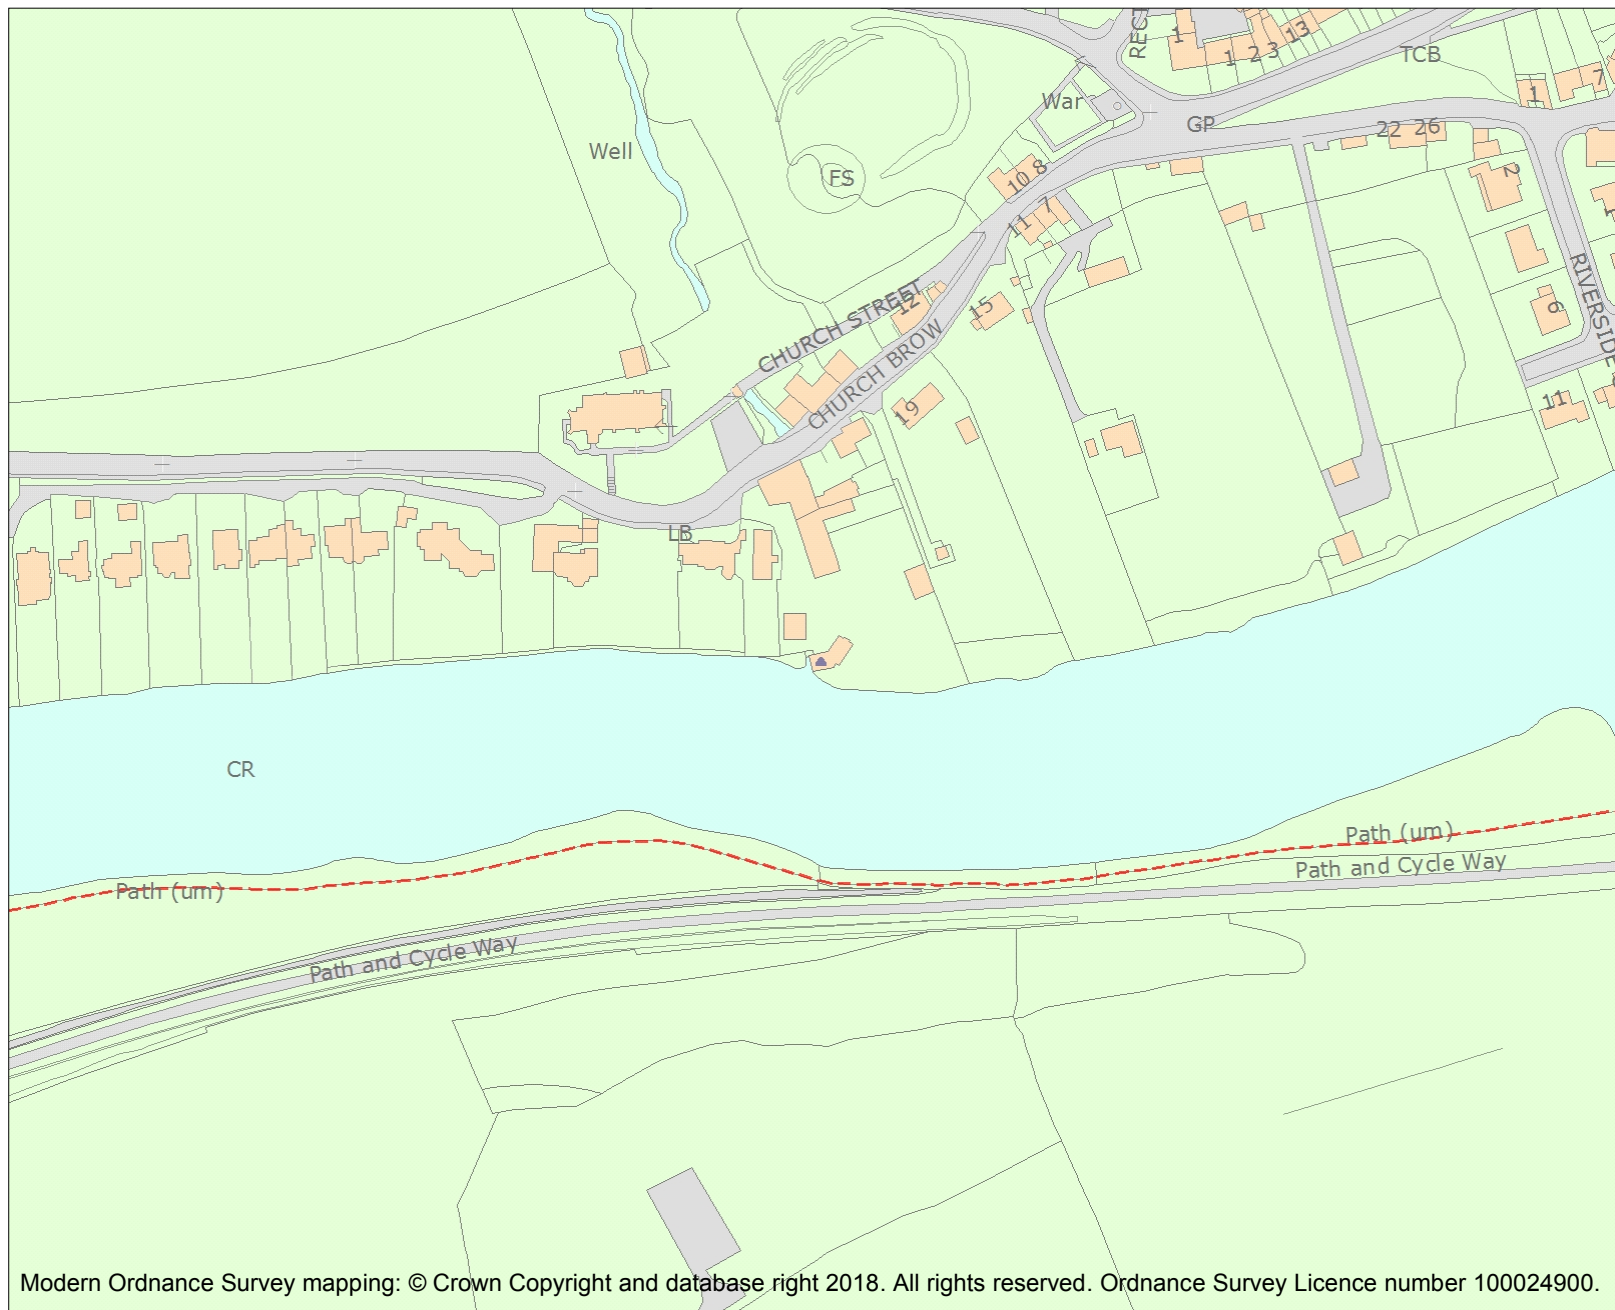 RECT
1
1
2
3
13
TCB
7
1
War
GP
22
26
Well
FS
10
8
2
11
7
CHURCH STREET
12
15
RIVERSIDE
6
CHURCH BROW
19
11
LB
CR
Path (um)
Path and Cycle Way
Path (um)
Path and Cycle Way
Modern Ordnance Survey mapping: © Crown Copyright and database right 2018. All rights reserved. Ordnance Survey Licence number 100024900.